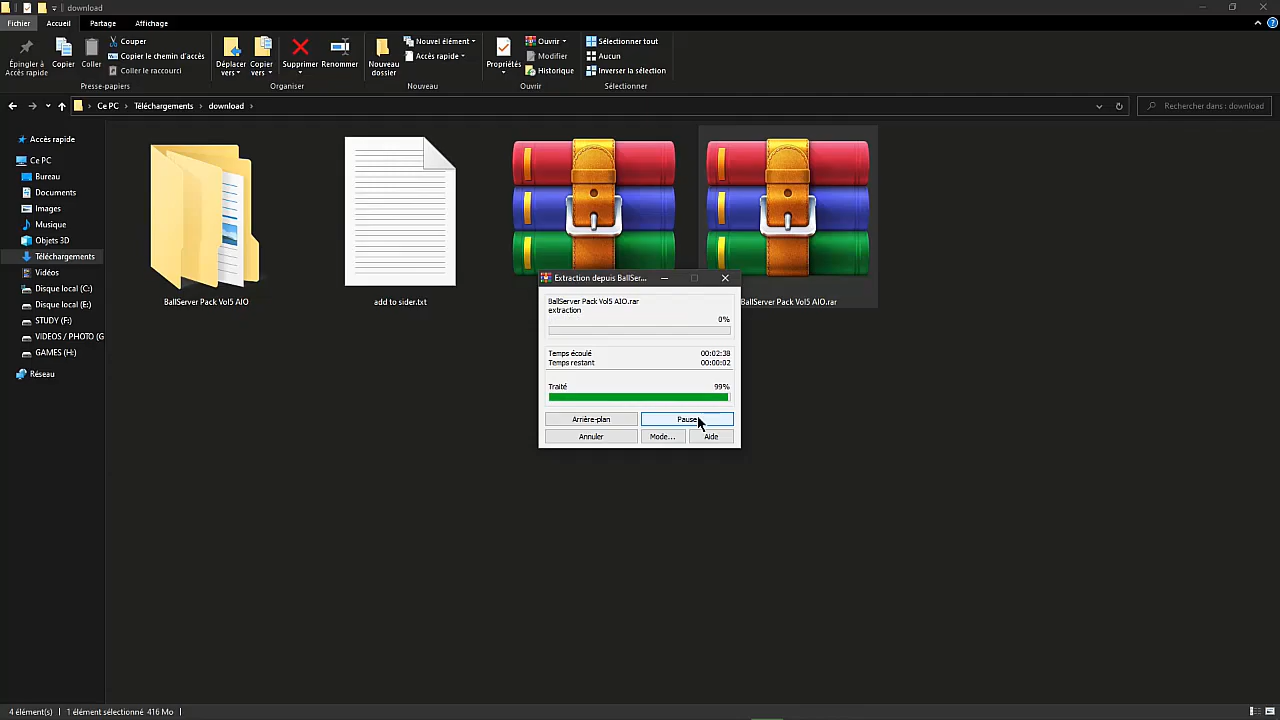 download
Fichier
Accueil
Partage
Affichage
Épingler à
Accès rapide
Copier
Coller
Couper
Copier le chemin d'accès
Coller le raccourci
Presse-papiers
Déplacer
vers
Copier
vers
Supprimer
Renommer
Organiser
Nouveau
dossier
Nouvel élément
Accès rapide
Nouveau
Propriétés
Ouvrir
Modifier
Historique
Ouvrir
Sélectionner tout
Aucun
Inverser la sélection
Sélectionner
Ce PC > Téléchargements > download >
Rechercher dans : download
Accès rapide
Ce PC
Bureau
Documents
Images
Musique
Objets 3D
Téléchargements
Vidéos
Disque local (C:)
Disque local (E:)
STUDY (F:)
VIDEOS / PHOTO (G
GAMES (H:)
Réseau
BallServer Pack Vol5 AIO
add to sider.txt
BallServer Pack Vol5 AIO.rar
Extraction depuis BallSer...
BallServer Pack Vol5 AIO.rar
extraction
0%
Temps écoulé 00:02:38
Temps restant 00:00:02
Traité 99%
Arrière-plan
Pause
Annuler
Mode...
Aide
4 élément(s)
1 élément sélectionné 416 Mo